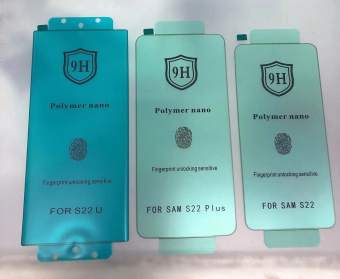 9H
Polymer nano
Fingerprint unlocking sensitive
FOR S22 U
9H
Polymer nano
Fingerprint unlocking sensitive
FOR SAM S22 Plus
9H
Polymer nano
Fingerprint unlocking sensitive
FOR SAM S22